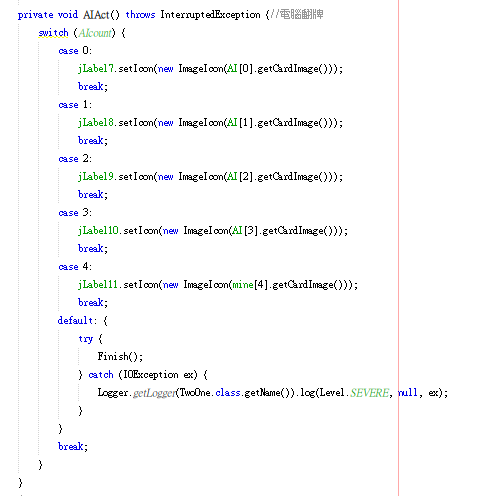 private void AIAct() throws InterruptedException {//電腦翻牌
switch (AIcount) {
case 0:
jLabel7.setIcon(new ImageIcon(AI[0].getCardImage()));
break;
case 1:
jLabel8.setIcon(new ImageIcon(AI[1].getCardImage()));
break;
case 2:
jLabel9.setIcon(new ImageIcon(AI[2].getCardImage()));
break;
case 3:
jLabel10.setIcon(new ImageIcon(AI[3].getCardImage()));
break;
case 4:
jLabel11.setIcon(new ImageIcon(mine[4].getCardImage()));
break;
default: {
try {
Finish();
} catch (IOException ex) {
Logger.getLogger(TwoOne.class.getName()).log(Level.SEVERE, null, ex);
}
}
break;
}
}